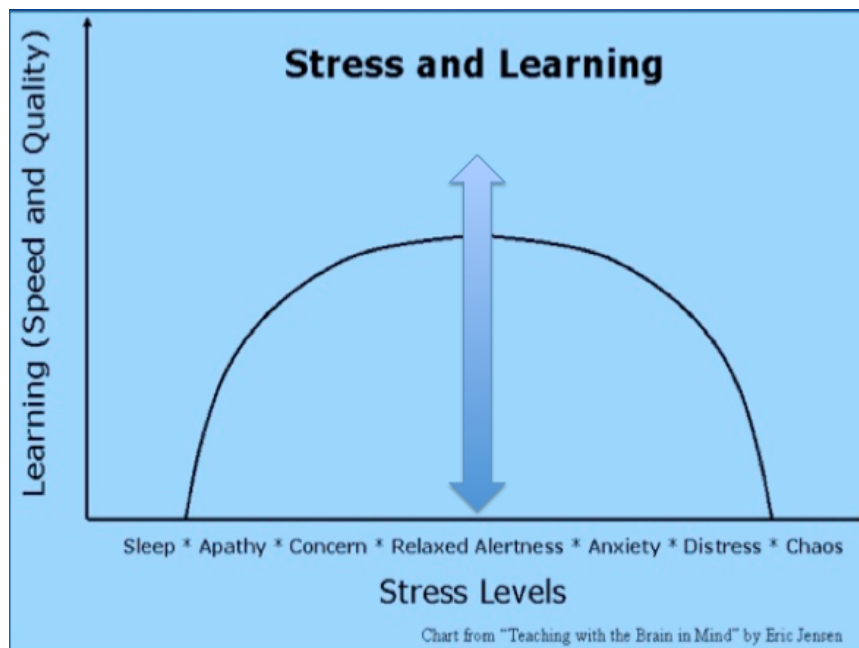 Stress and Learning
Learning (Speed and Quality)
Sleep * Apathy * Concern * Relaxed Alertness * Anxiety * Distress * Chaos
Stress Levels
Chart from "Teaching with the Brain in Mind" by Eric Jensen